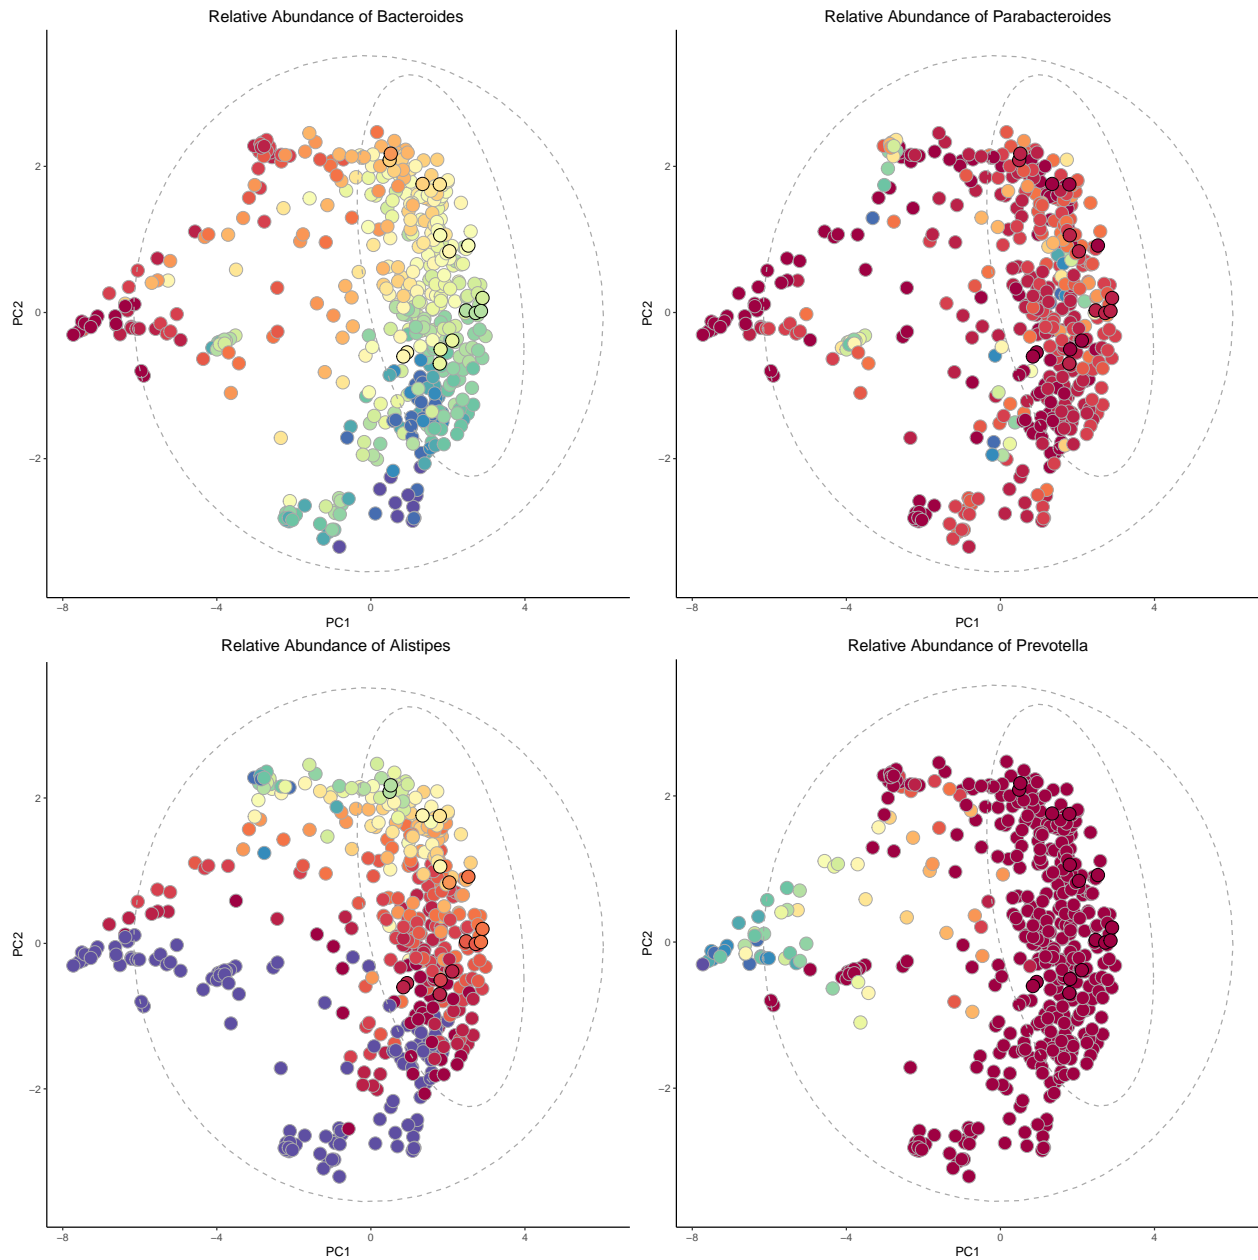 Relative Abundance of Bacteroides
PC2
2
0
−2
−8
−4
0
4
PC1
Relative Abundance of Parabacteroides
PC2
2
0
−2
−8
−4
0
4
PC1
Relative Abundance of Alistipes
PC2
2
0
−2
−8
−4
0
4
PC1
Relative Abundance of Prevotella
PC2
2
0
−2
−8
−4
0
4
PC1